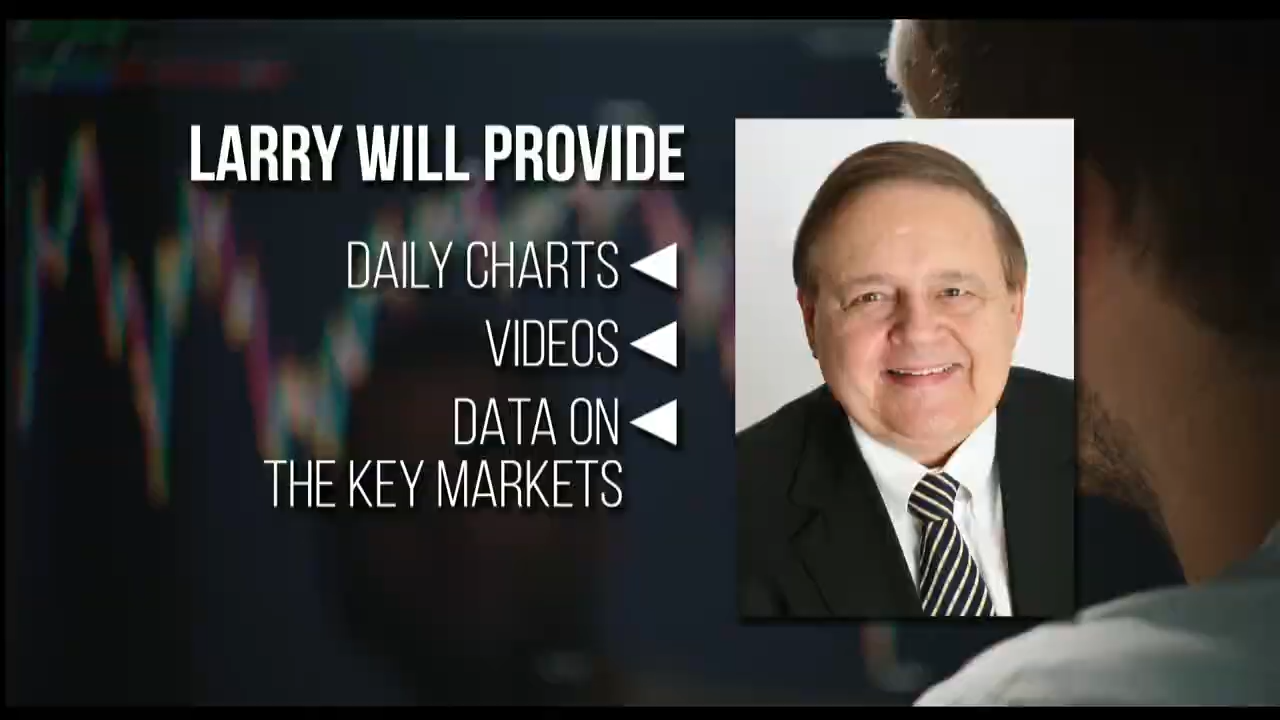 LARRY WILL PROVIDE
DAILY CHARTS
VIDEOS
DATA ON
THE KEY MARKETS